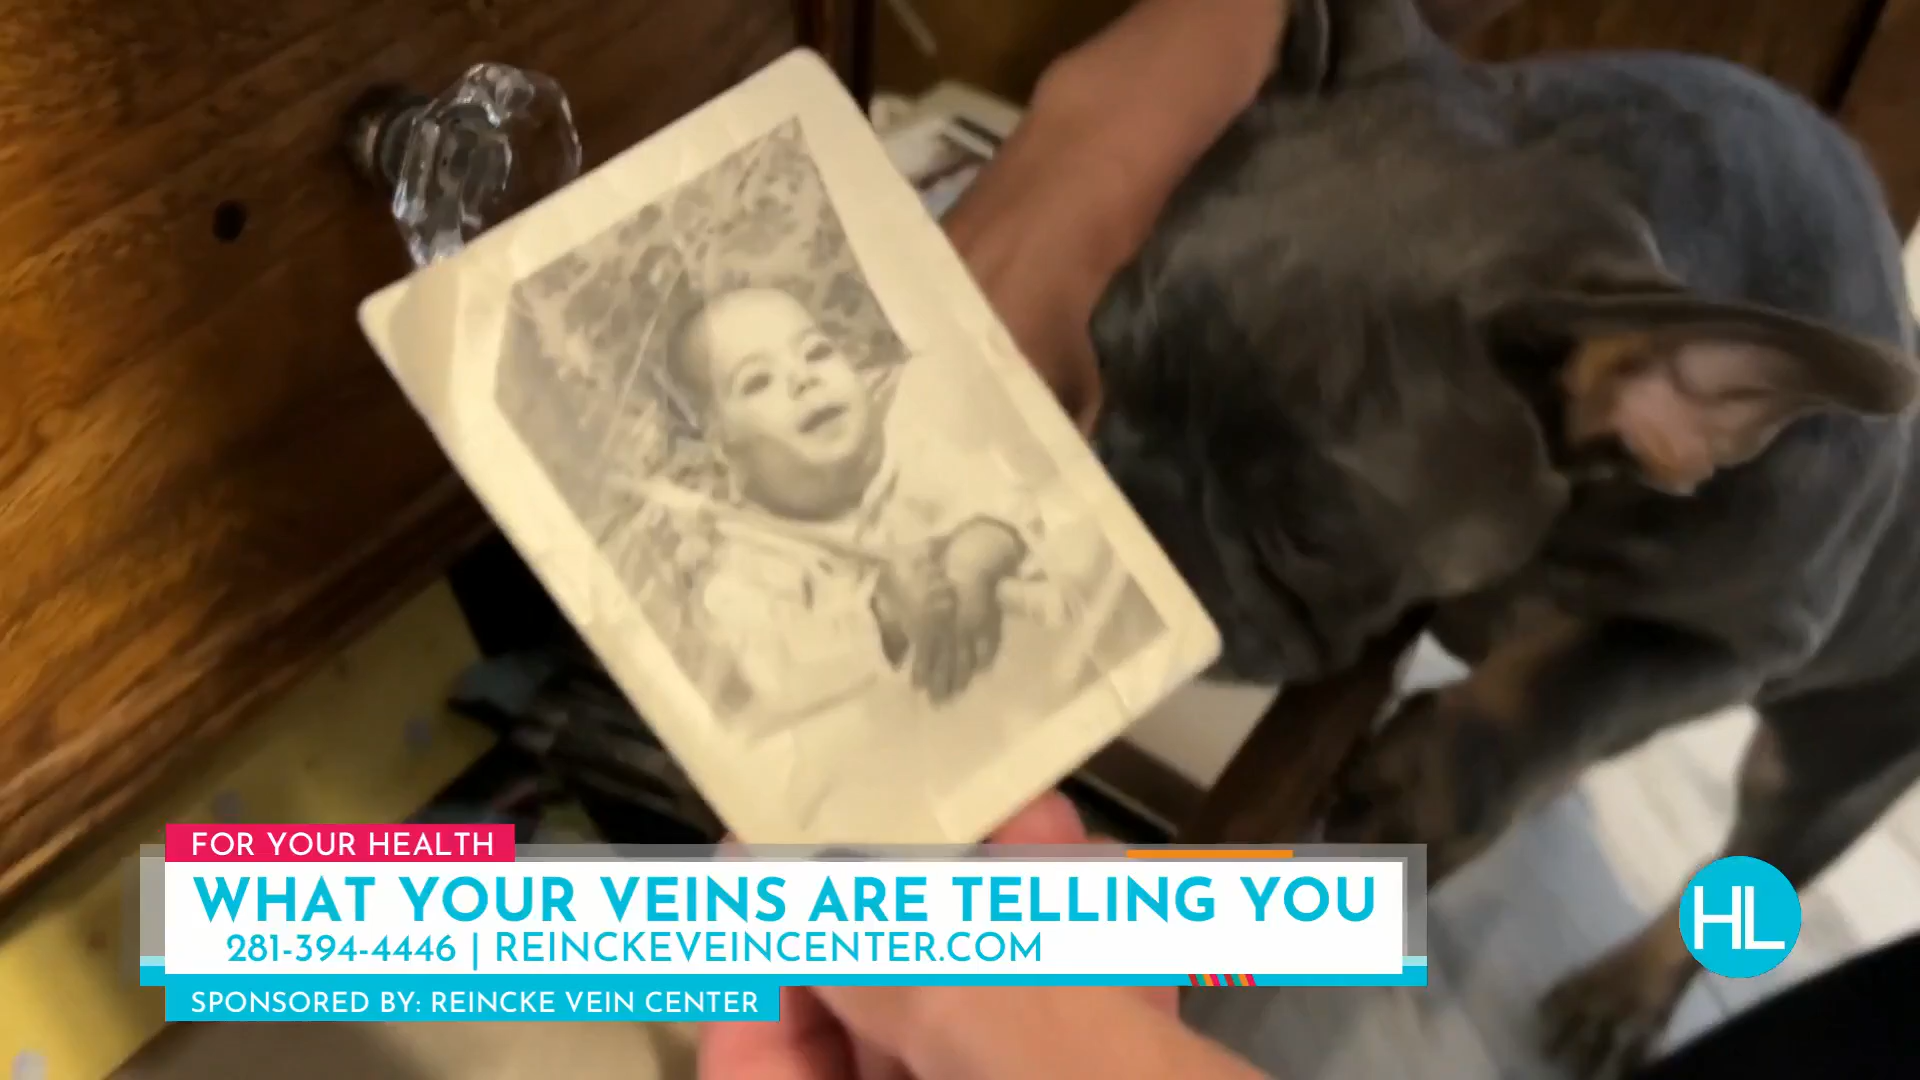 FOR YOUR HEALTH
WHAT YOUR VEINS ARE TELLING YOU
281-394-4446 | REINCKEVEINCENTER.COM
SPONSORED BY: REINCKE VEIN CENTER
HL